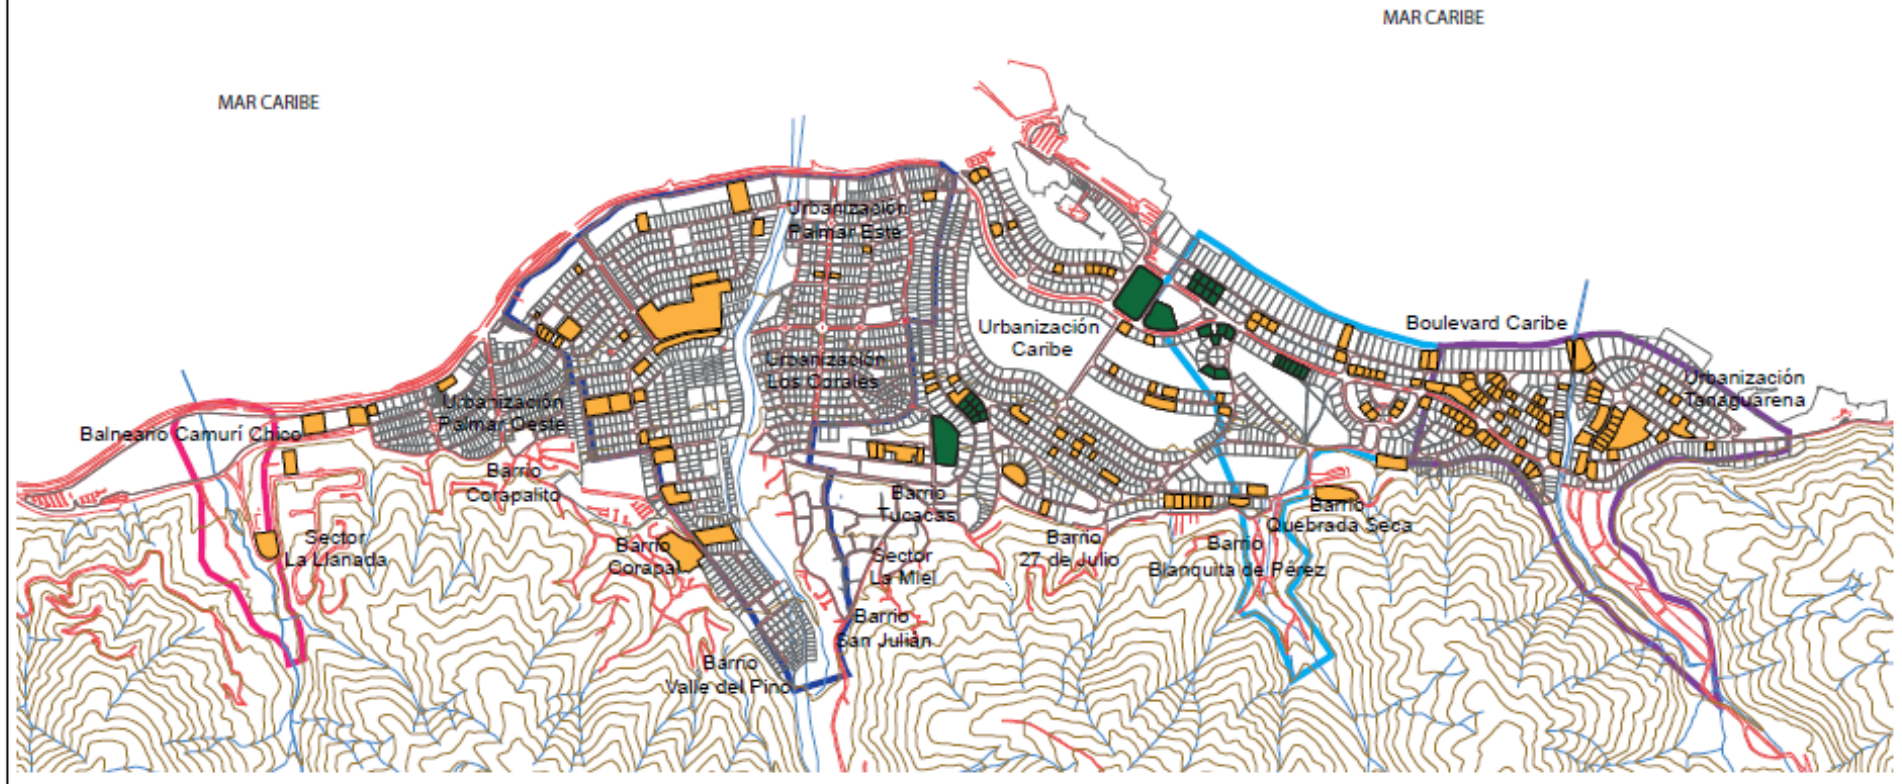 MAR CARIBE
MAR CARIBE
Urbanización
Palmar Este
Urbanización
Caribe
Boulevard Caribe
Urbanización
Los Corales
Urbanización
Tanaguarena
Urbanización
Palmar Oeste
Balneario Camurí Chico
Barrio
Corapalito
Barrio
Tucacas
Barrio
Quebrada Seca
Sector
La Llanada
Barrio
Corapal
Sector
La Miel
Barrio
27 de Julio
Barrio
Blanquita de Pérez
Barrio
San Julián
Barrio
Valle del Pino